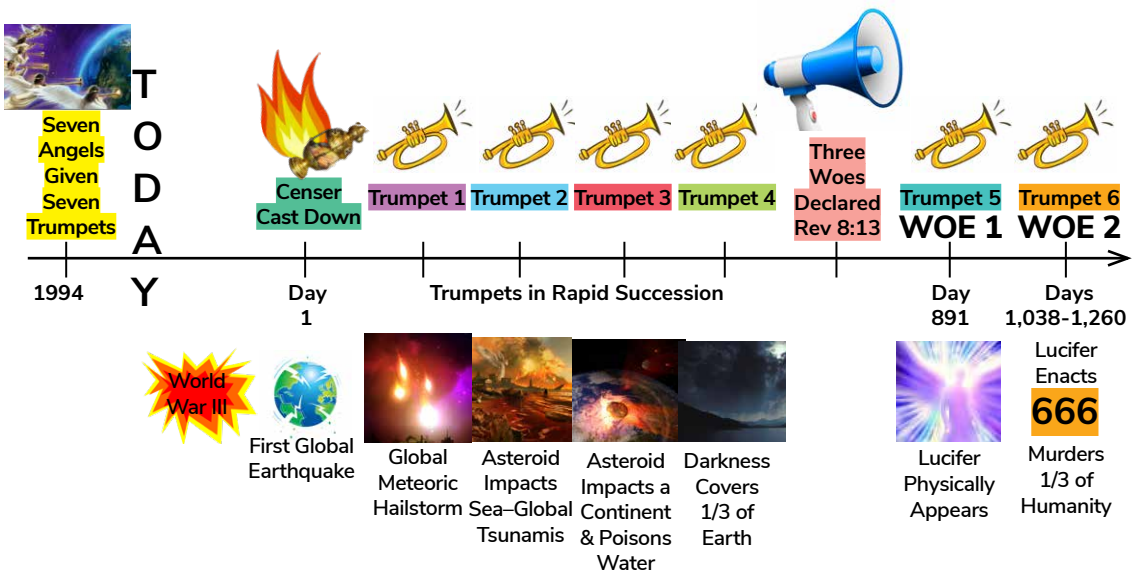 Seven
Angels
Given
Seven
Trumpets
1994
T
O
D
A
Y
World
War III
Censer
Cast Down
Day
1
First Global
Earthquake
Trumpet 1
Trumpet 2
Trumpet 3
Trumpet 4
Trumpets in Rapid Succession
Global
Meteoric
Hailstorm
Asteroid
Impacts
Sea–Global
Tsunamis
Asteroid
Impacts a
Continent
& Poisons
Water
Darkness
Covers
1/3 of
Earth
Three
Woes
Declared
Rev 8:13
Trumpet 5
WOE 1
Day
891
Lucifer
Physically
Appears
Trumpet 6
WOE 2
Days
1,038-1,260
Lucifer
Enacts
666
Murders
1/3 of
Humanity